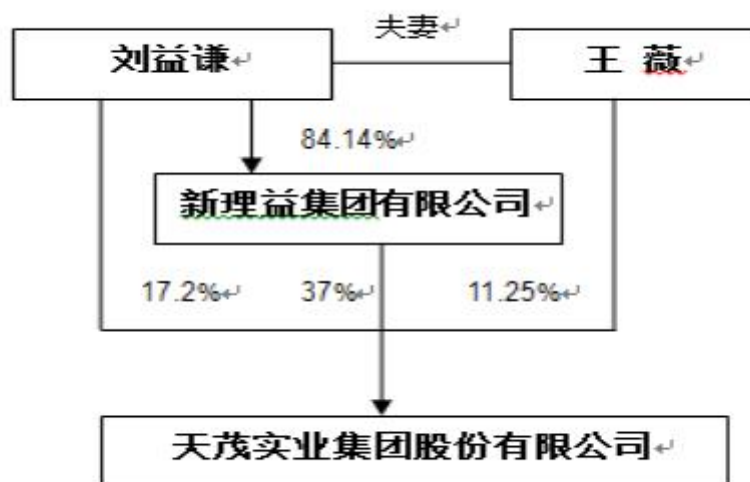 夫妻
刘益谦 王 薇
84.14%
新理益集团有限公司
17.2% 37% 11.25%
天茂实业集团股份有限公司